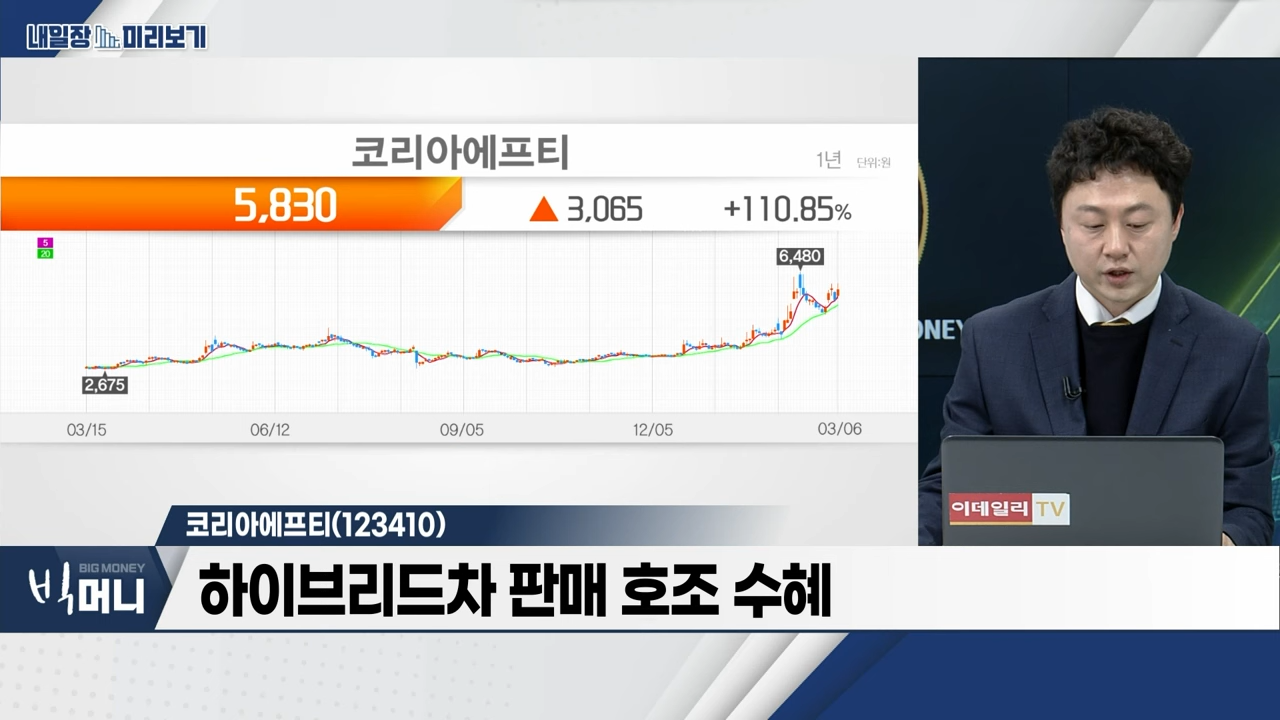 내일장 미리보기
코리아에프티
1년 단위:원
5,830 ▲ 3,065 +110.85%
5
20
6,480
2,675
03/15 06/12 09/05 12/05 03/06
ONEY
이데일리 TV
코리아에프티(123410)
BIG MONEY
빅머니
하이브리드차 판매 호조 수혜